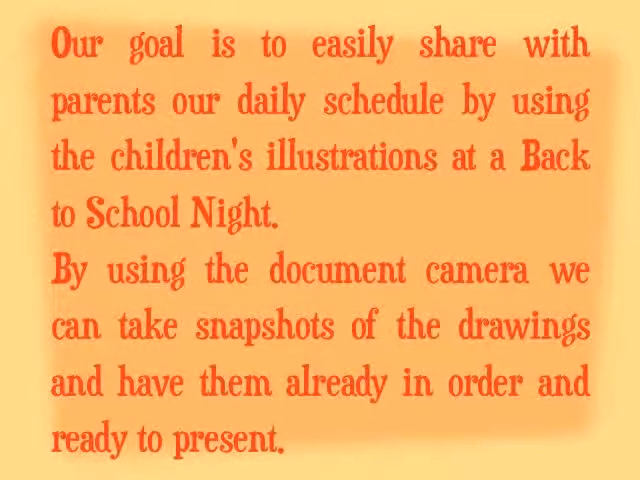 Our goal is to easily share with
parents our daily schedule by using
the children's illustrations at a Back
to School Night.
By using the document camera we
can take snapshots of the drawings
and have them already in order and
ready to present.